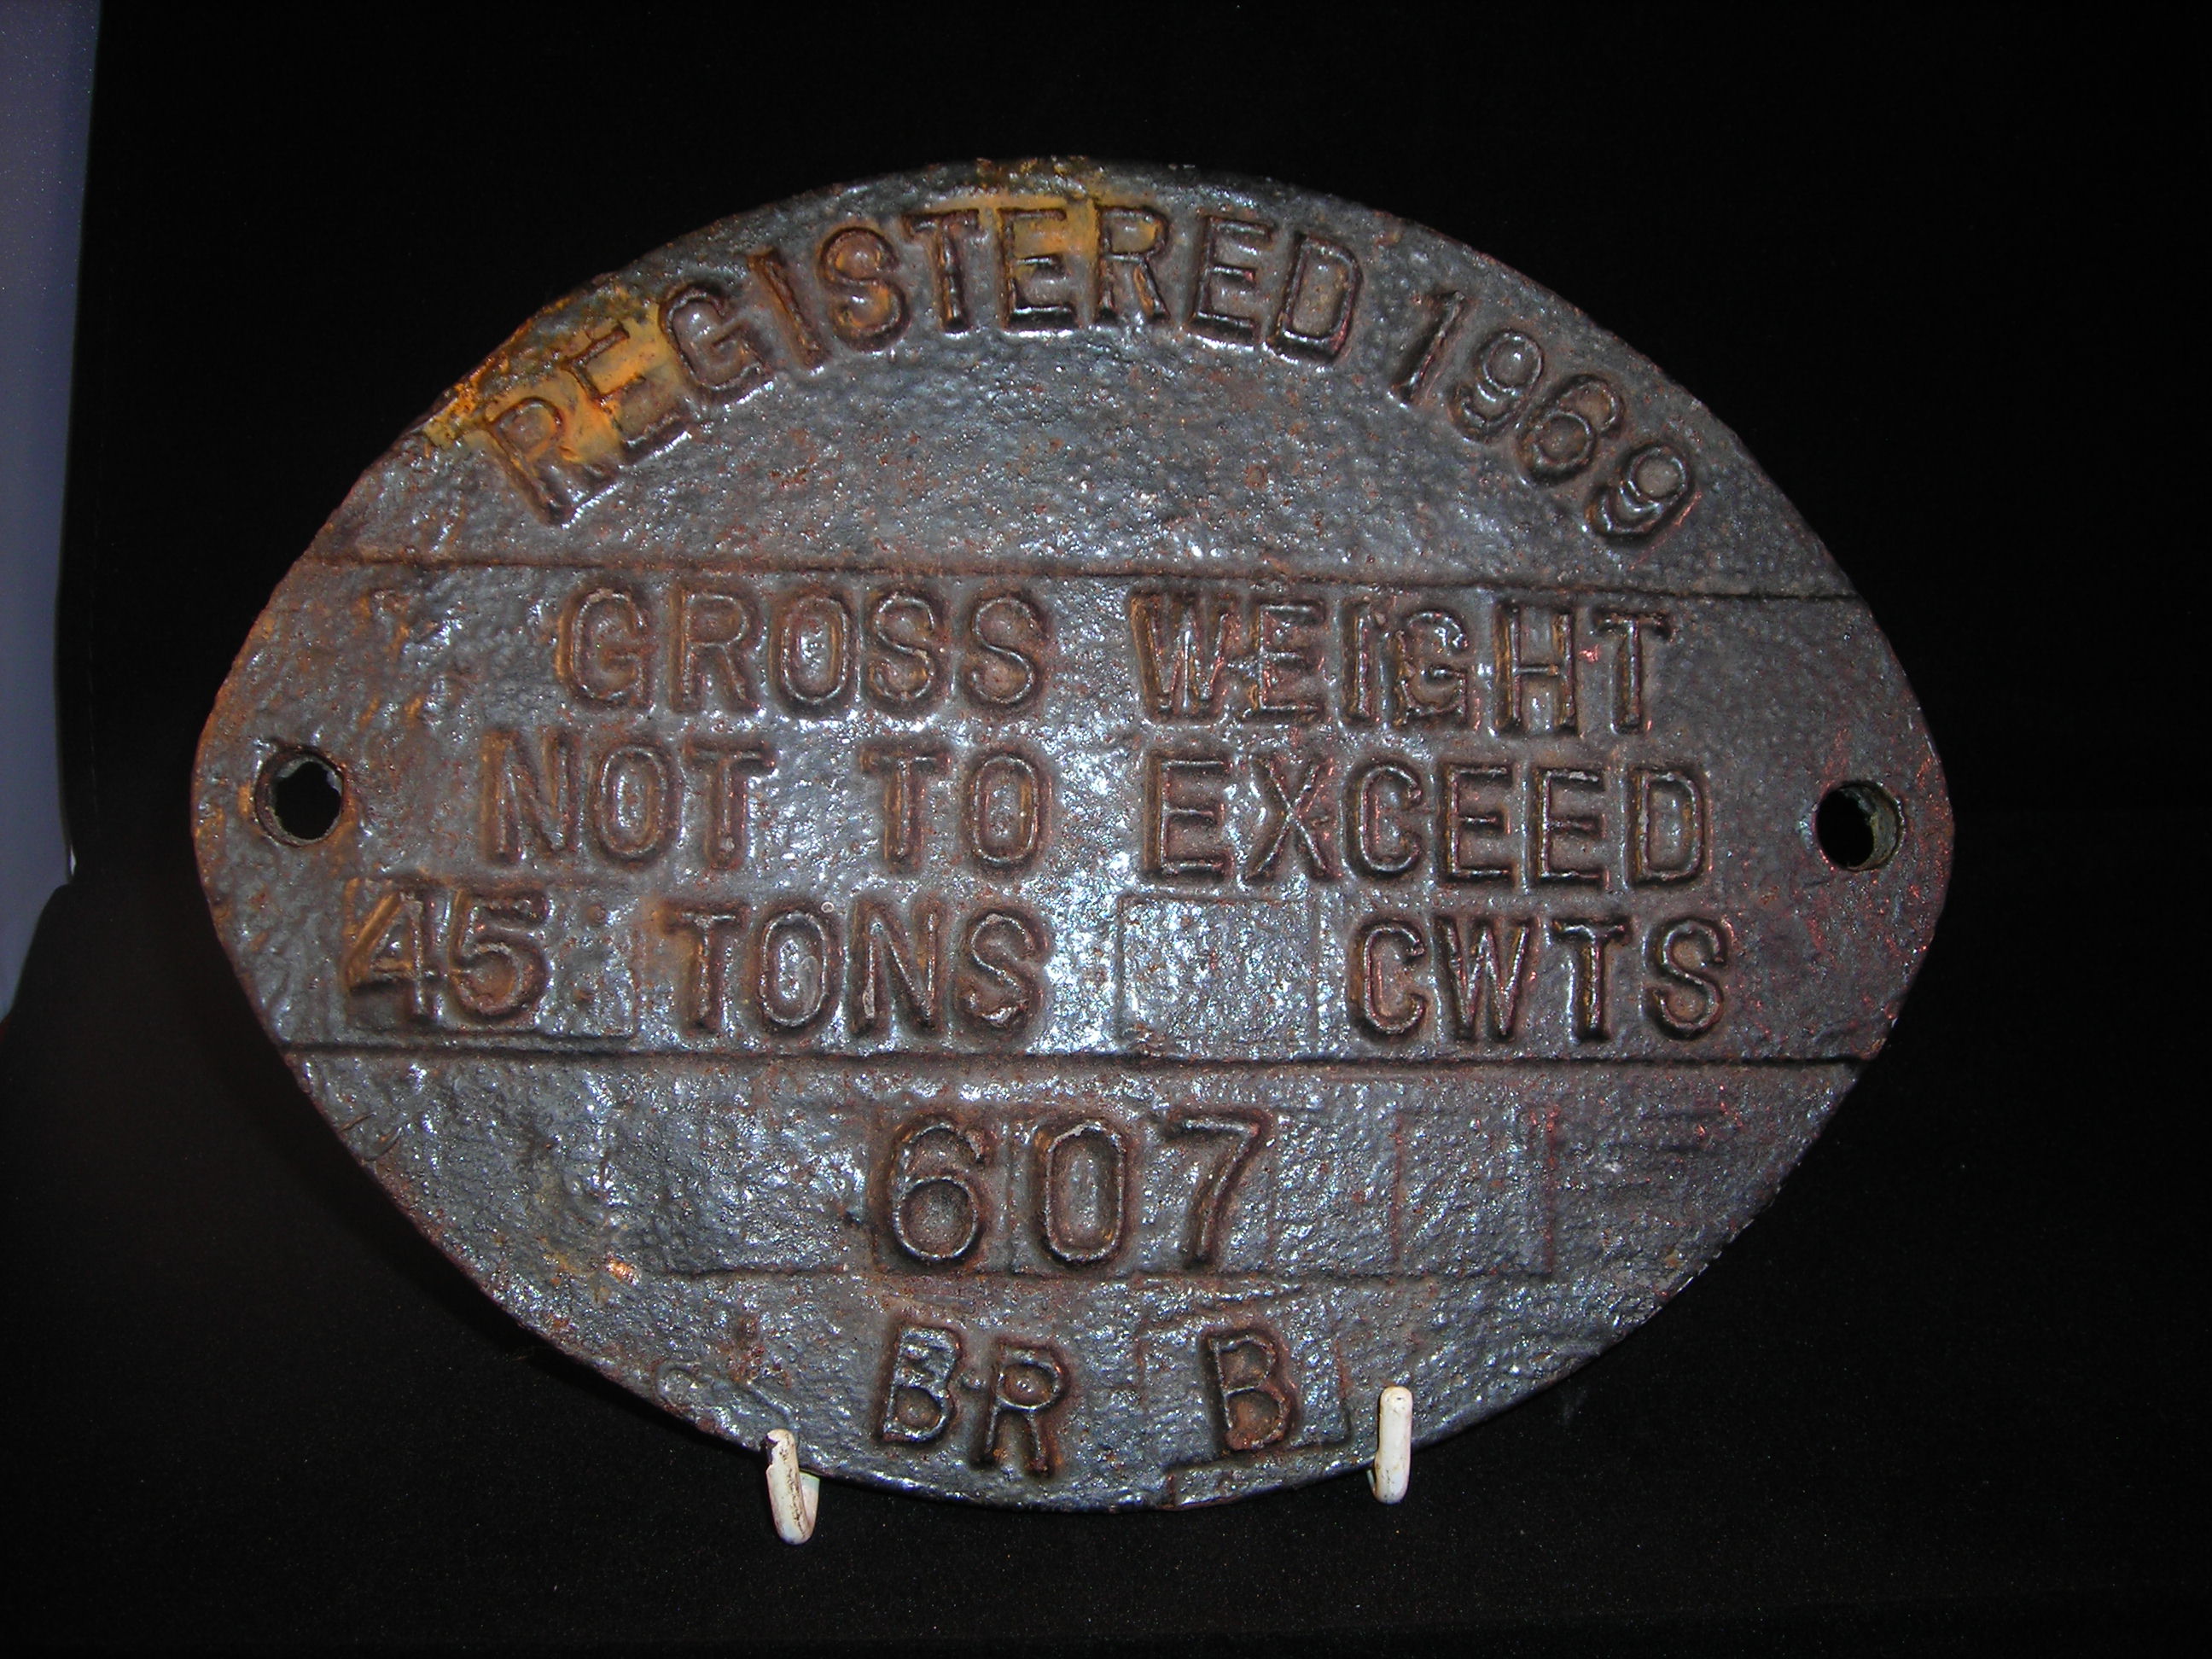 REGISTERED 1969
GROSS WEIGHT
NOT TO EXCEED
45 TONS CWTS
607
BR B